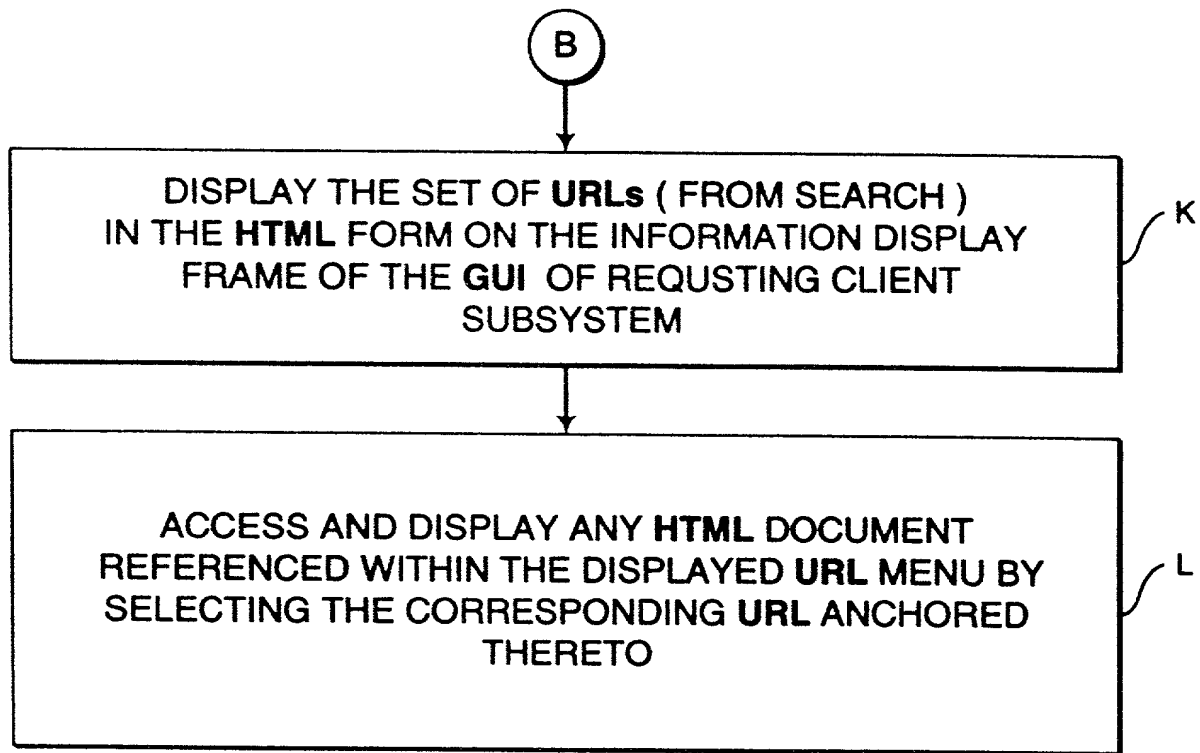 B
DISPLAY THE SET OF URLs ( FROM SEARCH )
IN THE HTML FORM ON THE INFORMATION DISPLAY
FRAME OF THE GUI OF REQUSTING CLIENT
SUBSYSTEM
K
ACCESS AND DISPLAY ANY HTML DOCUMENT
REFERENCED WITHIN THE DISPLAYED URL MENU BY
SELECTING THE CORRESPONDING URL ANCHORED
THERETO
L